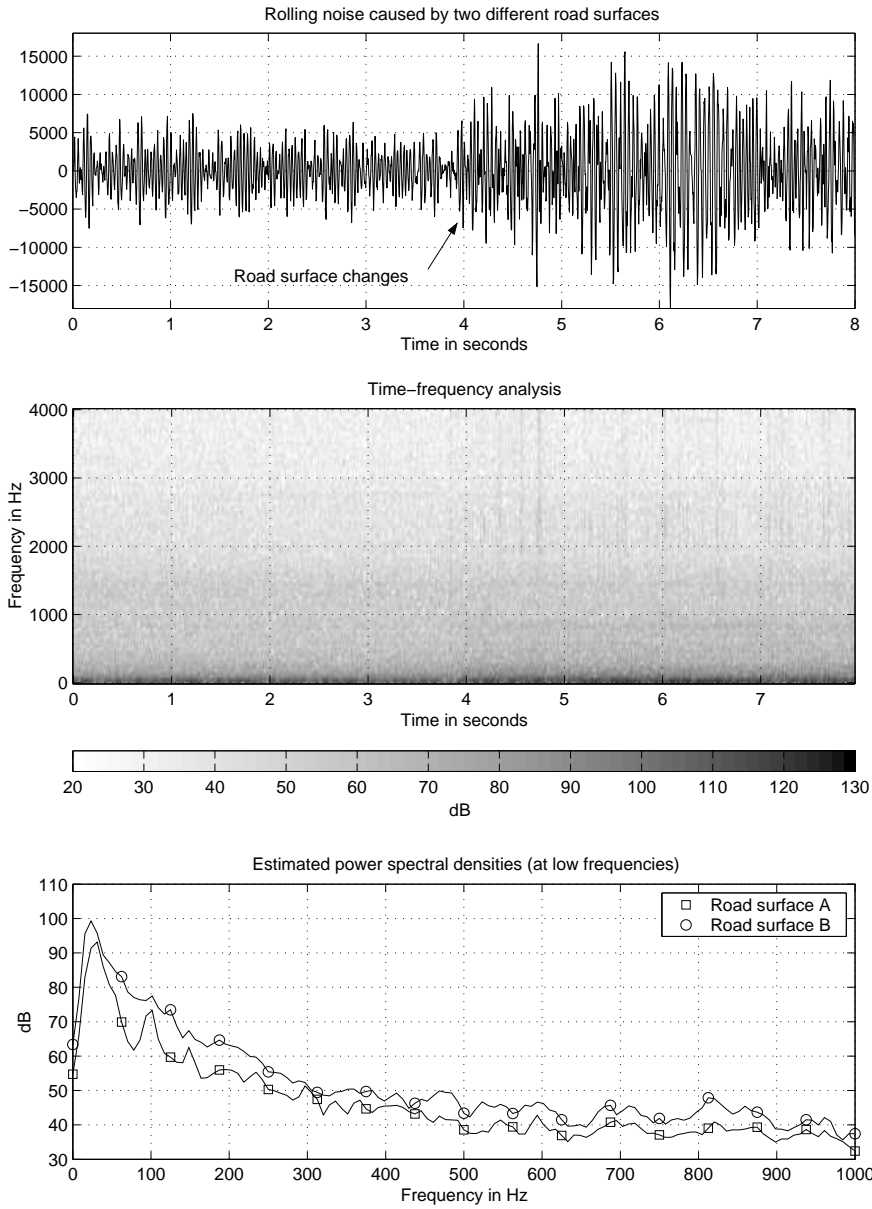 Rolling noise caused by two different road surfaces
15000
10000
5000
0
−5000
−10000
−15000
Road surface changes
0 1 2 3 4 5 6 7 8
Time in seconds
Time−frequency analysis
4000
3000
2000
1000
0
Frequency in Hz
0 1 2 3 4 5 6 7
Time in seconds
20 30 40 50 60 70 80 90 100 110 120 130
dB
Estimated power spectral densities (at low frequencies)
110
100
90
80
70
60
50
40
30
dB
Road surface A
Road surface B
0 100 200 300 400 500 600 700 800 900 1000
Frequency in Hz